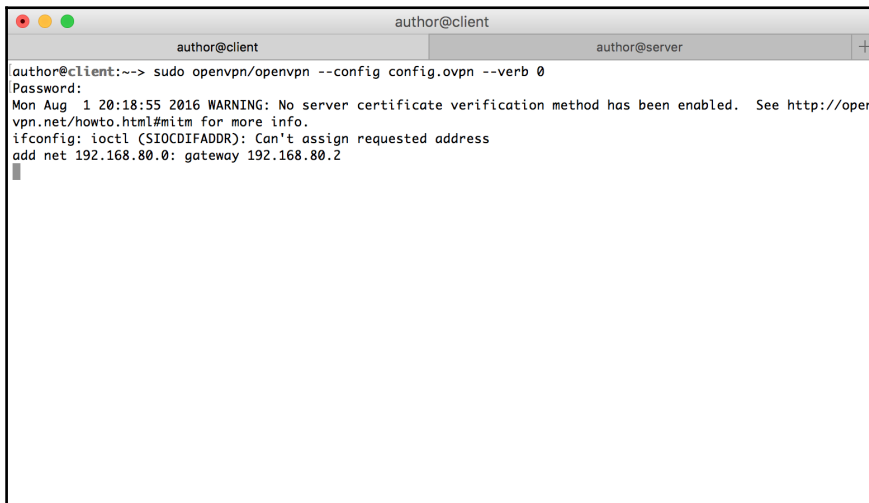 author@client
author@client author@server +
[author@client:~-> sudo openvpn/openvpn --config config.ovpn --verb 0
[Password:
Mon Aug  1 20:18:55 2016 WARNING: No server certificate verification method has been enabled.  See http://open
vpn.net/howto.html#mitm for more info.
ifconfig: ioctl (SIOCDIFADDR): Can't assign requested address
add net 192.168.80.0: gateway 192.168.80.2